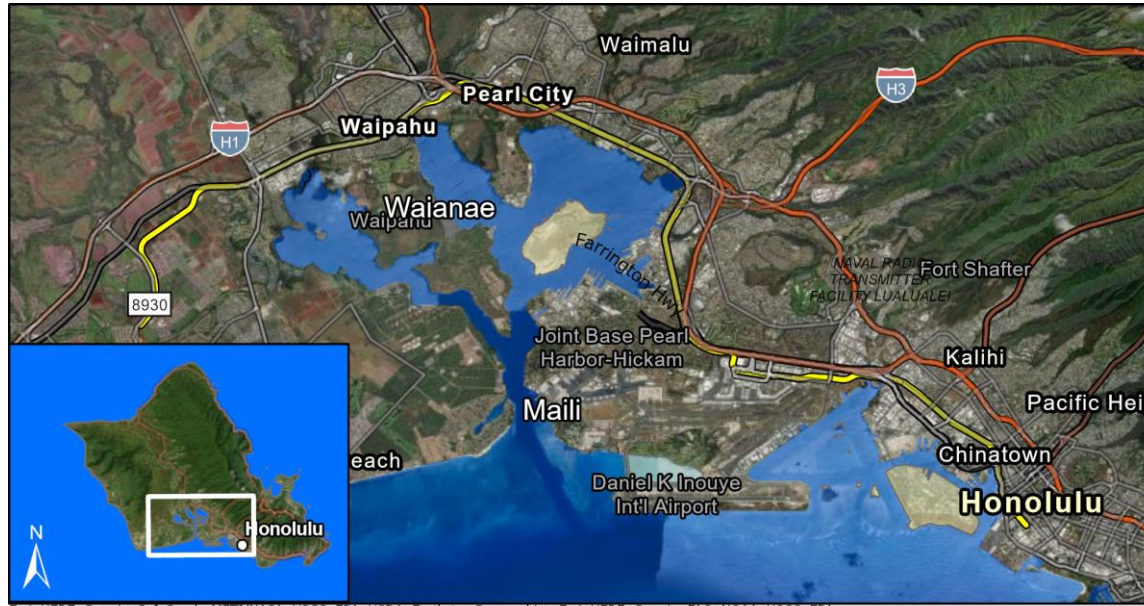 Waimalu
H3
Pearl City
Waipahu
H1
Waianae
Waipahu
Farrington Hwy
NAVAL RADIO
TRANSMITTER
FACILITY LUALUALEI
Fort Shafter
8930
Joint Base Pearl
Harbor-Hickam
Kalihi
Maili
Pacific Hei
each
Chinatown
Daniel K Inouye
Int'l Airport
Honolulu
Honolulu
N